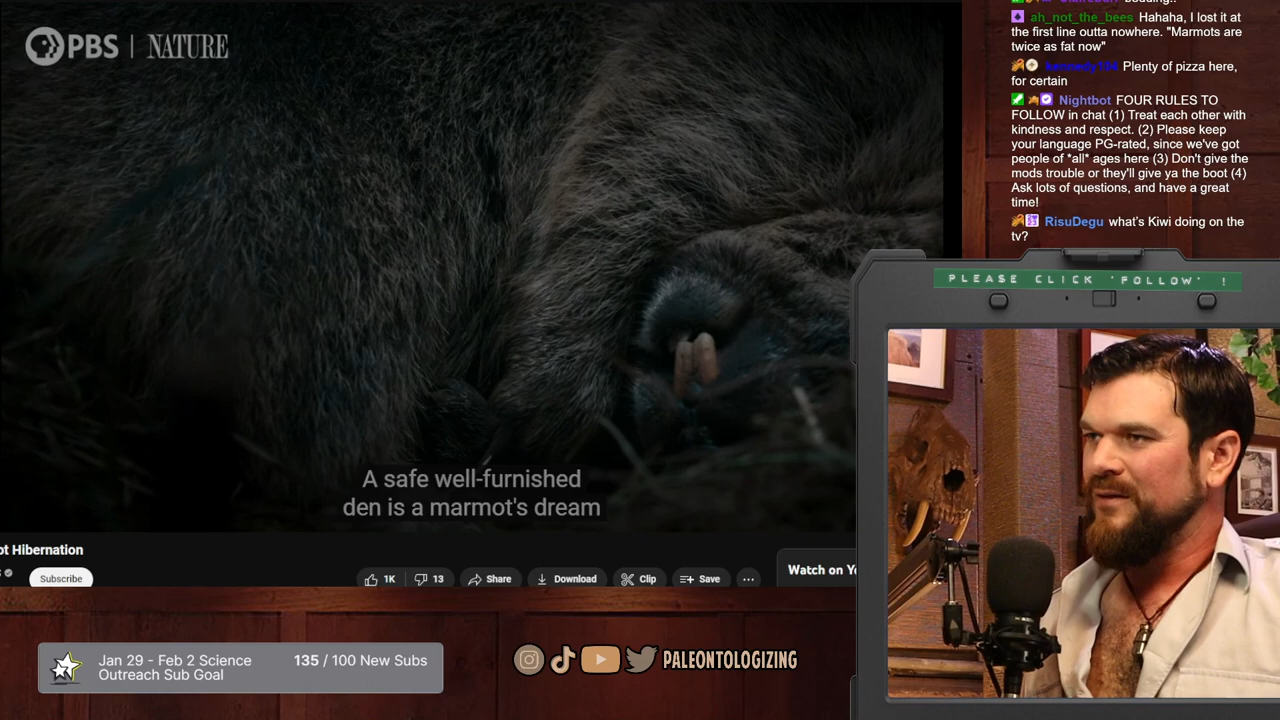 PBS | NATURE
A safe well-furnished
den is a marmot's dream
ot Hibernation
Subscribe
1K
13
Share
Download
Clip
Save
Watch on Yo
ah_not_the_bees Hahaha, I lost it at
the first line outta nowhere. "Marmots are
twice as fat now"
kennedy106 Plenty of pizza here,
for certain
Nightbot FOUR RULES TO
FOLLOW in chat (1) Treat each other with
kindness and respect. (2) Please keep
your language PG-rated, since we've got
people of *all* ages here (3) Don't give the
mods trouble or they'll give ya the boot (4)
Ask lots of questions, and have a great
time!
RisuDegu what's Kiwi doing on the
tv?
PLEASE CLICK 'FOLLOW' !
Jan 29 - Feb 2 Science
Outreach Sub Goal
135 / 100 New Subs
PALEONTOLOGIZING